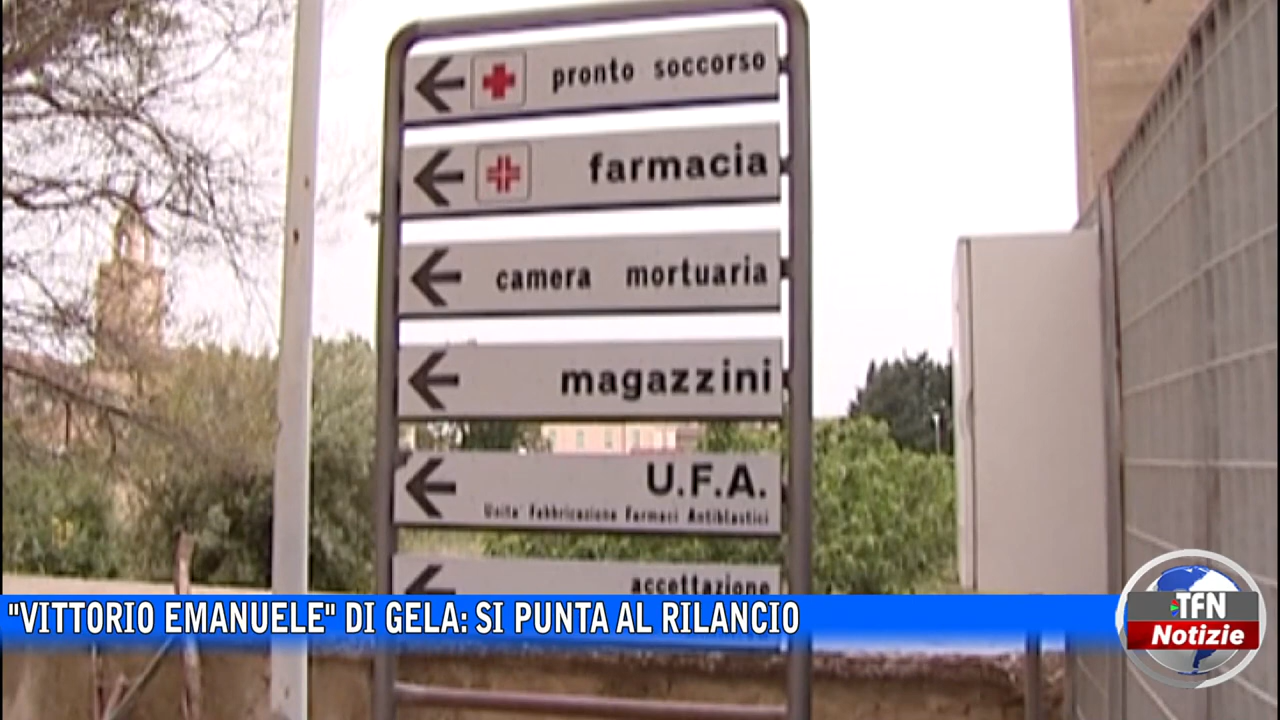 pronto soccorso
farmacia
camera mortuaria
magazzini
U.F.A.
Unita' Fabbricazione Farmaci Antiblastici
accettazione
"VITTORIO EMANUELE" DI GELA: SI PUNTA AL RILANCIO
TFN
Notizie